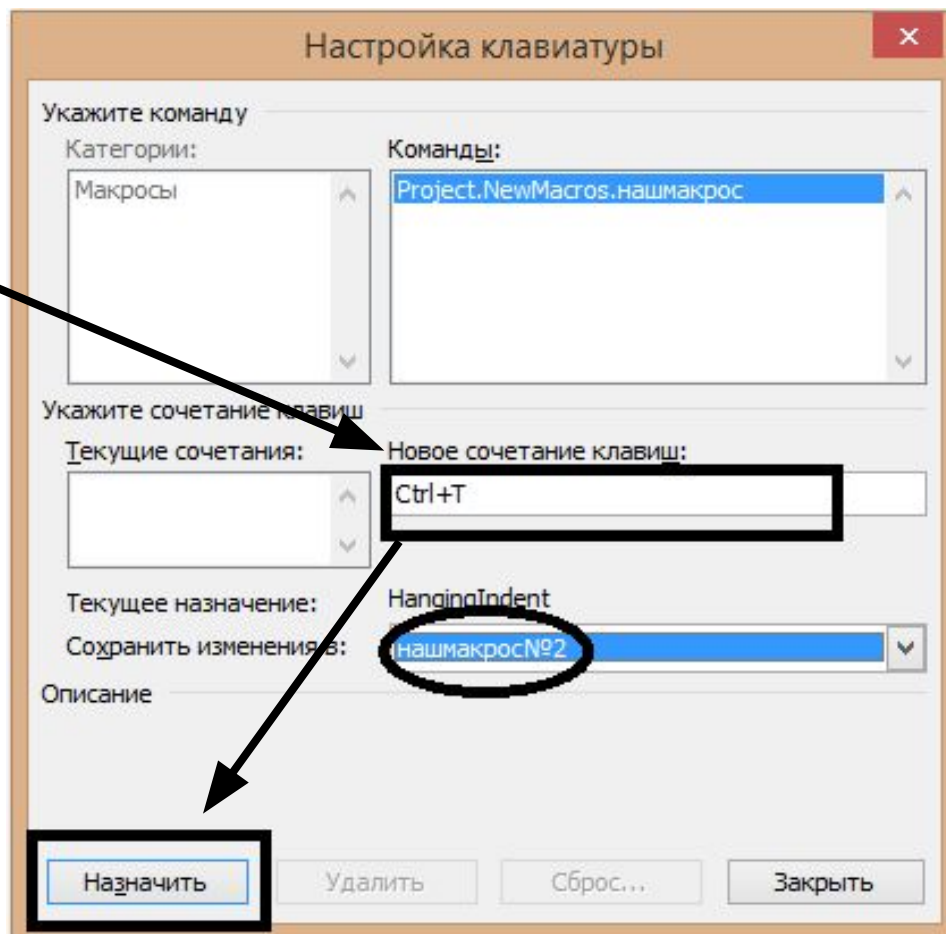 Настройка клавиатуры
Укажите команду
Категории:
Команды:
Макросы
Project.NewMacros.нашмакрос
Укажите сочетание клавиш
Текущие сочетания:
Новое сочетание клавиш:
Ctrl+T
Текущее назначение:
HangingIndent
Сохранить изменения в:
нашмакрос№2
Описание
Назначить
Удалить
Сброс...
Закрыть